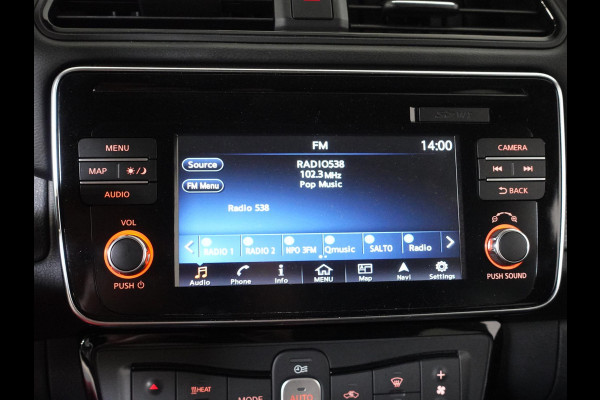 FM
14:00
Source
RADIO538
102.3 MHz
FM Menu
Pop Music
Radio 538
RADIO 1
RADIO 2
NPO 3FM
Qmusic
SALTO
Radio
Audio
Phone
Info
MENU
Map
Navi
Settings
MENU
MAP
AUDIO
VOL
PUSH
CAMERA
BACK
PUSH SOUND
HEAT
MODE
AUTO